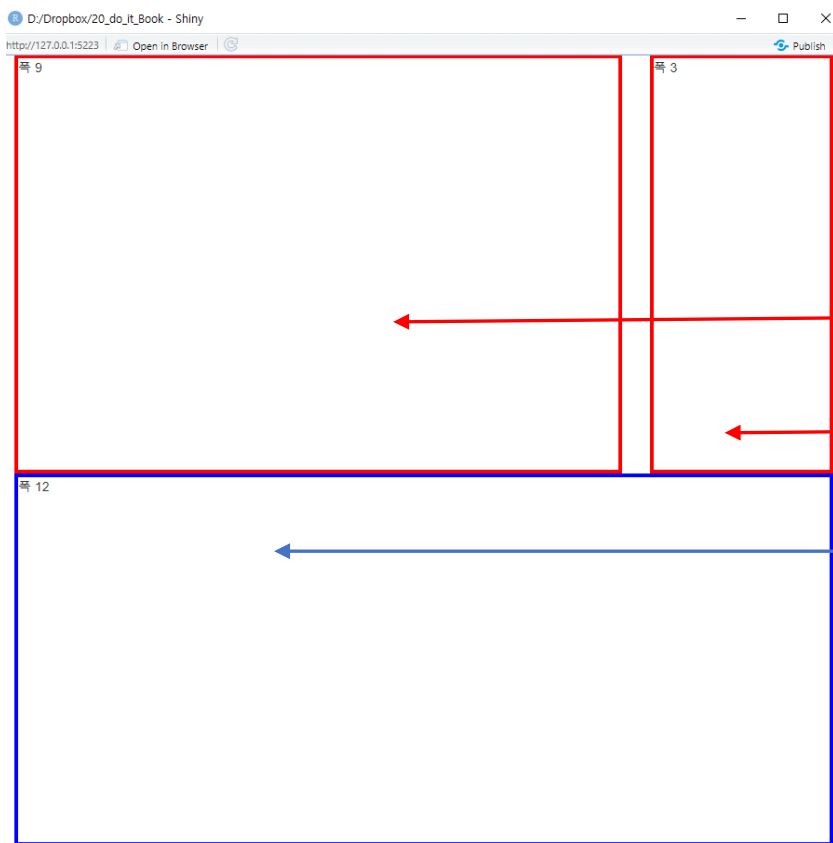 D:/Dropbox/20_do_it_Book - Shiny
http://127.0.0.1:5223 Open in Browser Publish
폭 9
폭 3
폭 12